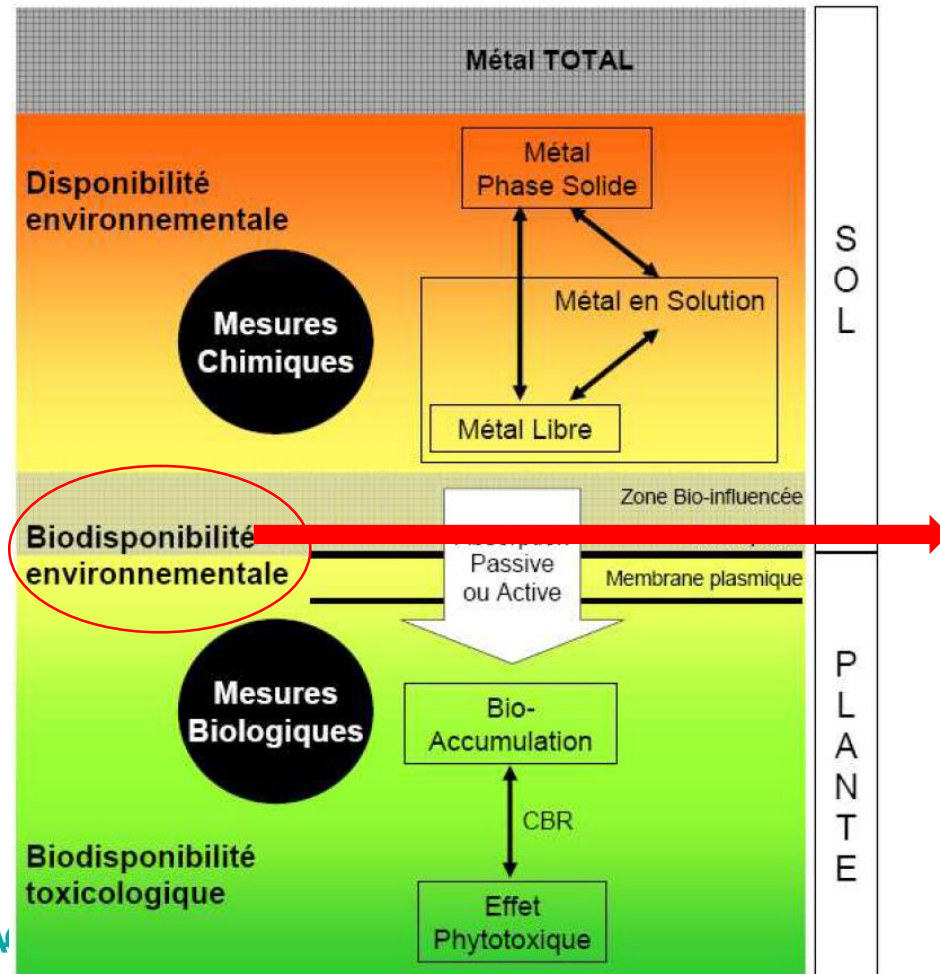 Métal TOTAL
Disponibilité
environnementale
Métal
Phase Solide
Mesures
Chimiques
Métal en Solution
Métal Libre
S
O
L
Zone Bio-influencée
Biodisponibilité
environnementale
Passive
ou Active
Membrane plasmique
Mesures
Biologiques
Bio-
Accumulation
CBR
Biodisponibilité
toxicologique
Effet
Phytotoxique
P
L
A
N
T
E